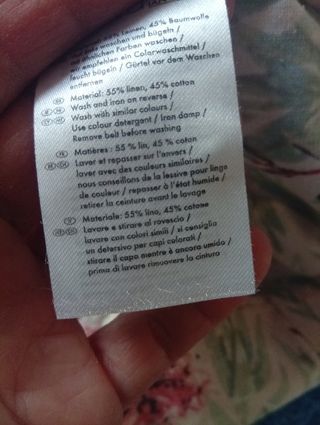 55% Leinen, 45% Baumwolle
waschen und bügeln /
ähnlichen Farben waschen /
wir empfehlen ein Colorwaschmittel /
feucht bügeln / Gürtel vor dem Waschen
entfernen
Material: 55% linen, 45% cotton
Wash and iron on reverse /
Wash with similar colours /
Use colour detergent / Iron damp /
Remove belt before washing
Matières : 55 % lin, 45 % coton
Laver et repasser sur l'envers /
laver avec des couleurs similaires /
nous conseillons de la lessive pour linge
de couleur / repasser à l'état humide /
retirer la ceinture avant le lavage
Materiale: 55% lino, 45% cotone
Lavare e stirare al rovescio /
lavare con colori simili / si consiglia
un detersivo per capi colorati /
stirare il capo mentre è ancora umido /
prima di lavare rimuovere la cintura